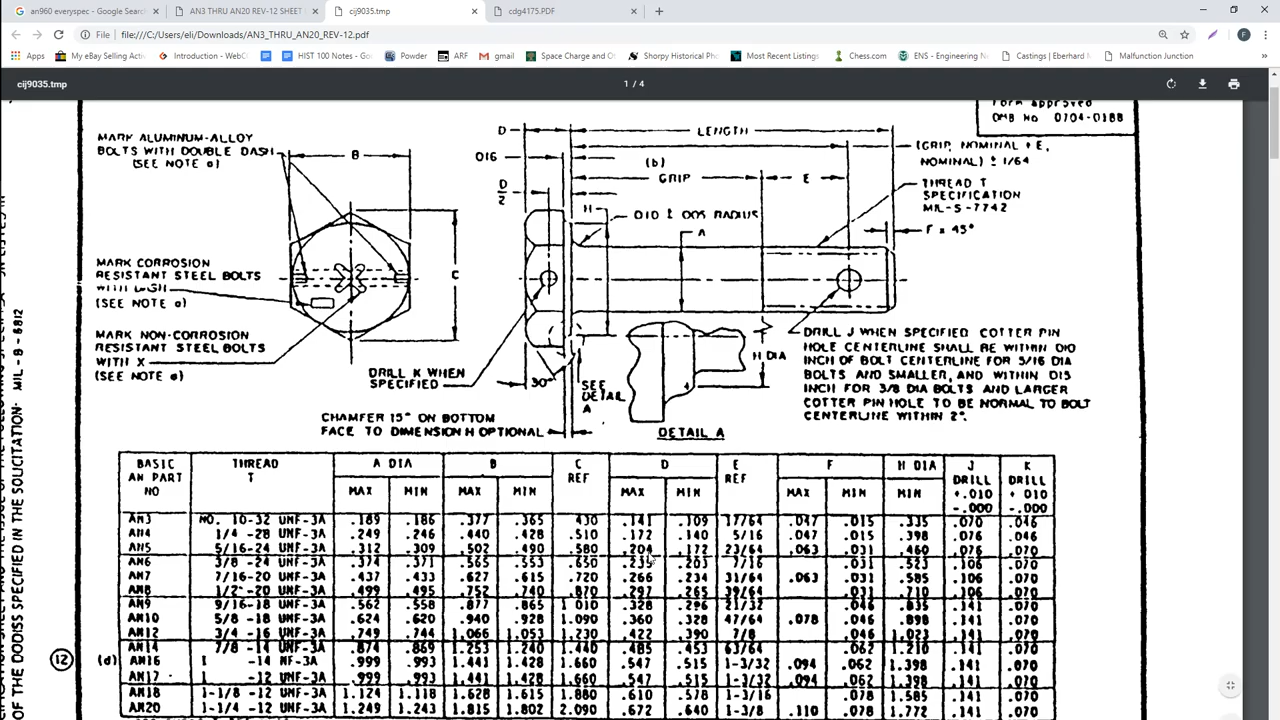 an960 everyspec - Google Searc
AN3 THRU AN20 REV-12 SHEET
cij9035.tmp
cdg4175.PDF
File
file:///C:/Users/eli/Downloads/AN3_THRU_AN20_REV-12.pdf
F
Apps
My eBay Selling Acti
Introduction - WebC
HIST 100 Notes - Go
Powder
ARF
gmail
Space Charge and O
Shorpy Historical Ph
Most Recent Listings
Chess.com
ENS - Engineering N
Castings | Eberhard
Malfunction Junction
cij9035.tmp
1 / 4
Form approved
OMB No 0704-0188
MARK ALUMINUM-ALLOY
BOLTS WITH DOUBLE DASH
(SEE NOTE a)
B
C
MARK CORROSION
RESISTANT STEEL BOLTS
WITH DASH
(SEE NOTE a)
MARK NON-CORROSION
RESISTANT STEEL BOLTS
WITH X
(SEE NOTE a)
D
LENGTH
016
(b)
GRIP
E
D
2
H
(GRIP, NOMINAL + E,
NOMINAL) ± 1/64
THREAD T
SPECIFICATION
MIL-S-7742
F x 45°
.010 ± 005 RADIUS
A
DRILL K WHEN
SPECIFIED
30°
SEE
DETAIL
A
H DIA
DRILL J WHEN SPECIFIED COTTER PIN
HOLE CENTERLINE SHALL BE WITHIN 010
INCH OF BOLT CENTERLINE FOR 5/16 DIA
BOLTS AND SMALLER, AND WITHIN 015
INCH FOR 3/8 DIA BOLTS AND LARGER
COTTER PIN HOLE TO BE NORMAL TO BOLT
CENTERLINE WITHIN 2°.
CHAMFER 15° ON BOTTOM
FACE TO DIMENSION H OPTIONAL
DETAIL A
BASIC AN PART NO THREAD T A DIA B C REF D E REF F H DIA J DRILL +.010 -.000 K DRILL + 010 -.000
MAX MIN MAX MIN MAX MIN MAX MIN MIN
AN3 NO. 10-32 UNF-3A .189 .186 .377 .365 430 .141 .109 17/64 .047 .015 .335 .070 .046
AN4 1/4 -28 UNF-3A .249 .246 .440 .428 .510 .172 .140 5/16 .047 .015 .398 .076 .046
AN5 5/16-24 UNF-3A .312 .309 .502 .490 .580 .204 .172 23/64 .063 .031 .460 .076 .070
AN6 3/8 -24 UNF-3A .374 .371 .565 .553 .650 .203 7/16 .031 .523 .106 .070
AN7 7/16-20 UNF-3A .437 .433 .627 .615 .720 .266 .234 31/64 .063 .031 .585 .106 .070
AN8 1/2 -20 UNF-3A .499 .495 .752 .740 .870 .297 .265 39/64 .031 .710 .106 .070
AN9 9/16-18 UNF-3A .562 .558 .877 .865 1 010 .328 .296 21/32 .046 .835 .141 .070
AN10 5/8 -18 UNF-3A .624 .620 .940 .928 1.090 .360 .328 47/64 .078 .046 .898 .141 .070
AN12 3/4 -16 UNF-3A .749 .744 1.066 1.053 1.230 .422 .390 7/8 .046 1.023 .141 .070
(d) AN14 7/8 -14 UNF-3A .874 .869 1.253 1.240 1.440 .485 .453 63/64 .062 1.210 .141 .070
12 AN16 1 -14 NF-3A .999 .993 1.441 1.428 1.660 .547 .515 1-3/32 .094 .062 1.398 .141 .070
AN17 1 -12 UNF-3A .999 .993 1.441 1.428 1.660 .547 .515 1-3/32 .094 .062 1.398 .141 .070
AN18 1-1/8 -12 UNF-3A 1.124 1.118 1.628 1.615 1.880 .610 .578 1-3/16 .078 1.585 .141 .070
AN20 1-1/4 -12 UNF-3A 1.249 1.243 1.815 1.802 2.090 .672 .640 1-3/8 .110 .078 1.772 .141 .070
OF THE DODISS SPECIFIED IN THE SOLICITATION- MIL - B - 6812